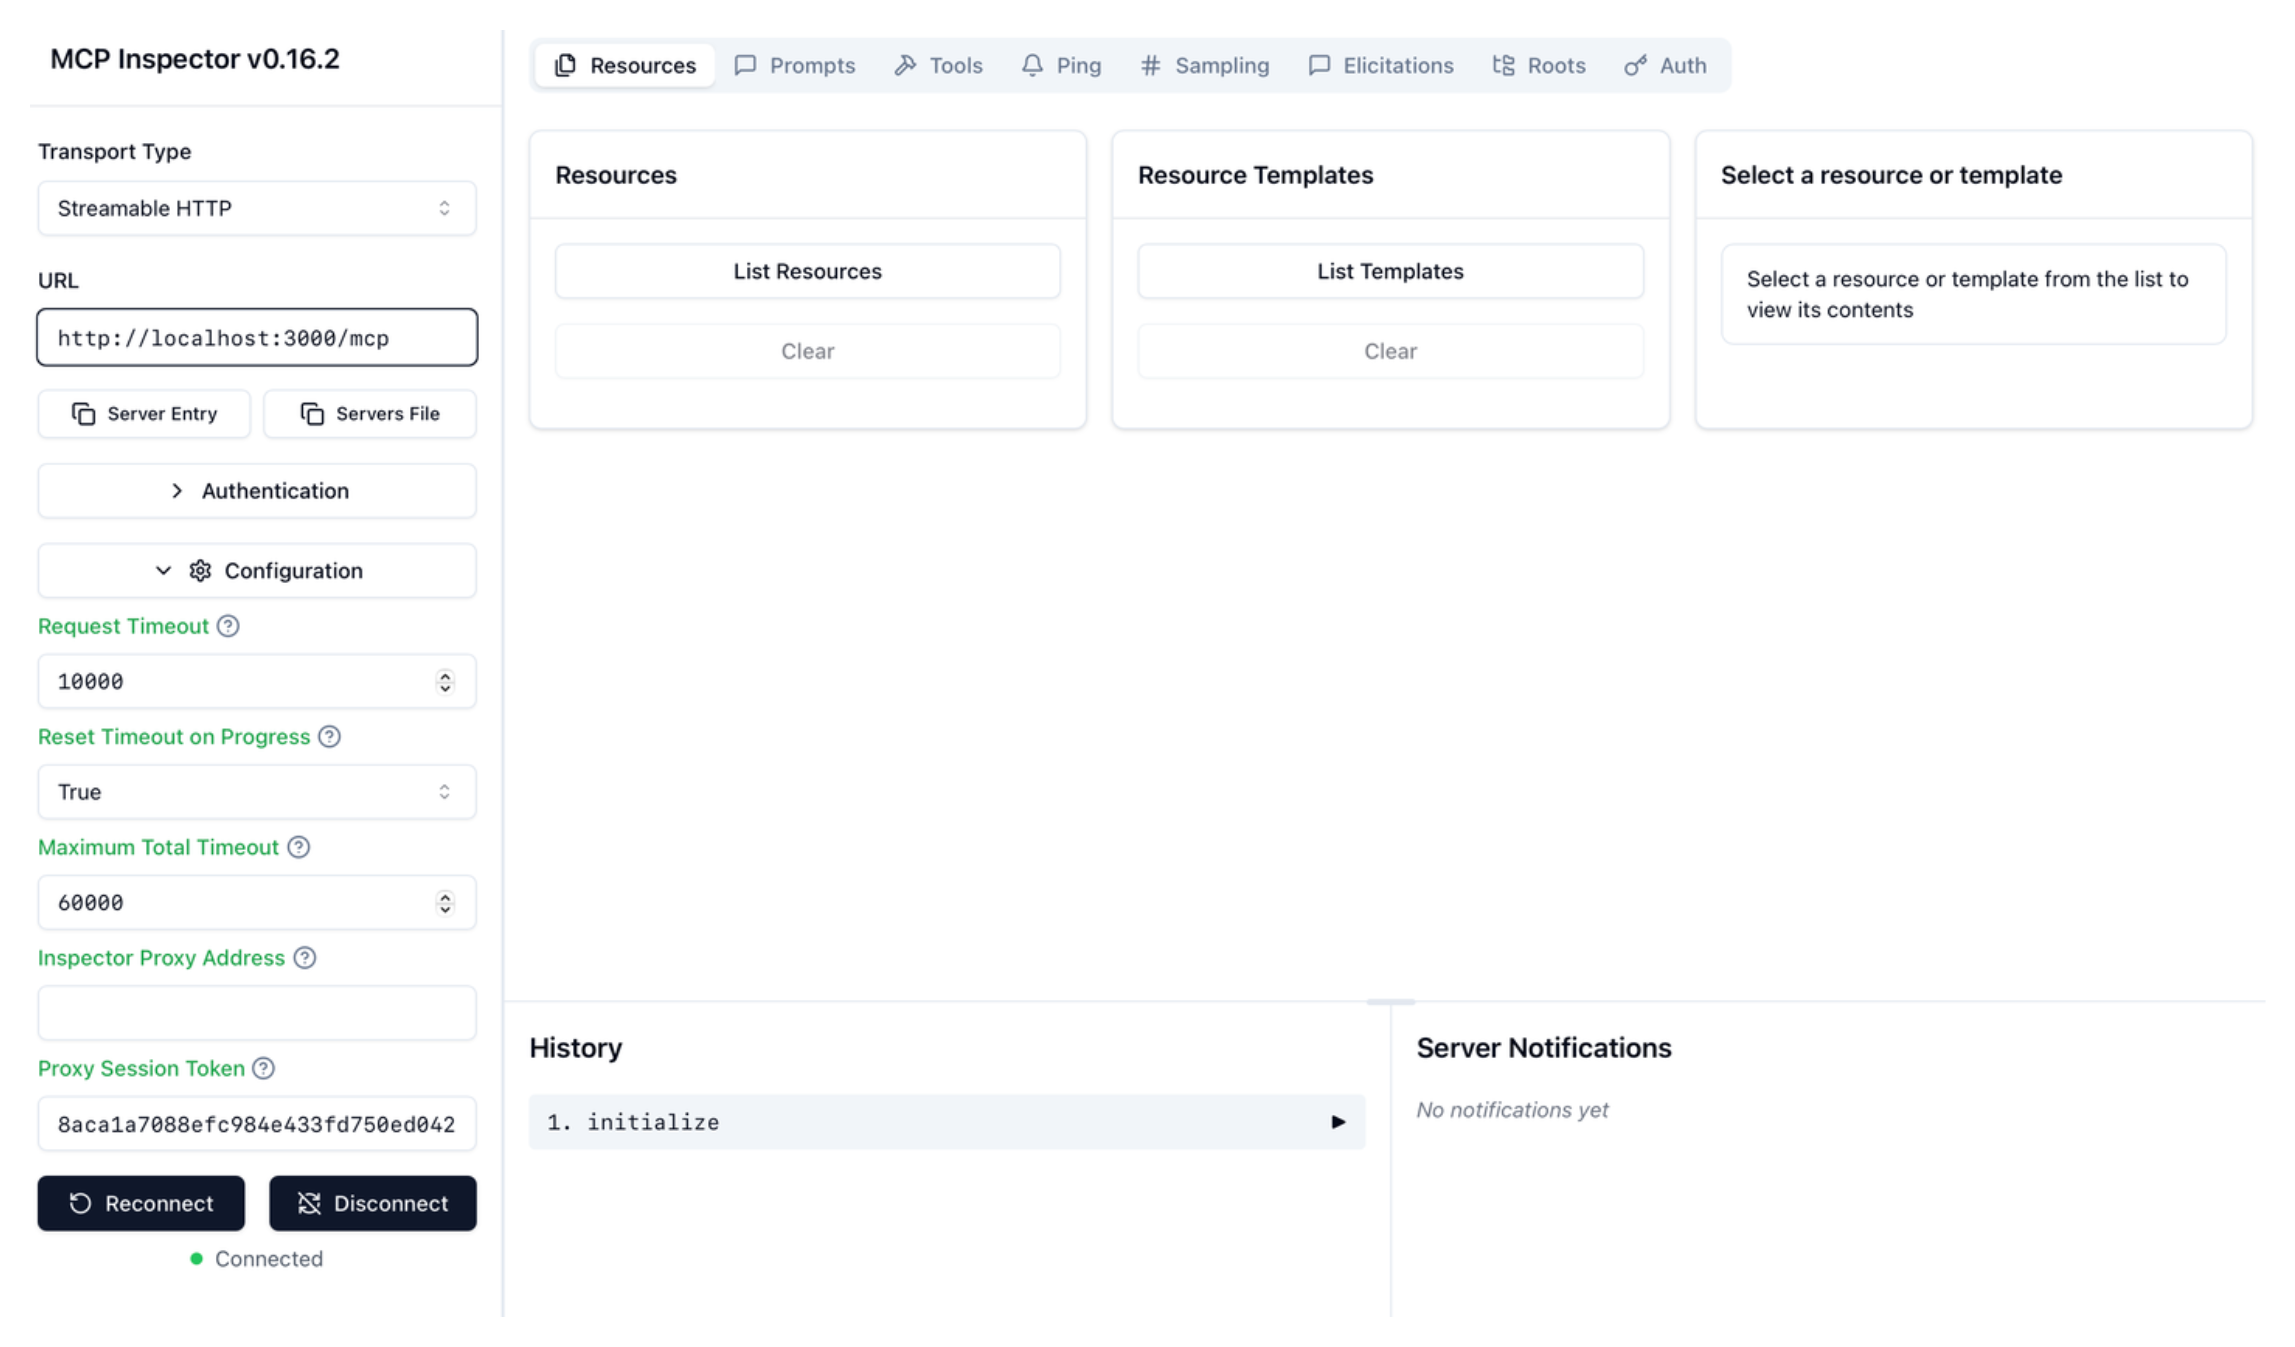 MCP Inspector v0.16.2
Transport Type
Streamable HTTP
URL
http://localhost:3000/mcp
Server Entry
Servers File
Authentication
Configuration
Request Timeout
10000
Reset Timeout on Progress
True
Maximum Total Timeout
60000
Inspector Proxy Address
Proxy Session Token
8aca1a7088efc984e433fd750ed042
Reconnect
Disconnect
Connected
Resources
Prompts
Tools
Ping
Sampling
Elicitations
Roots
Auth
Resources
List Resources
Clear
Resource Templates
List Templates
Clear
Select a resource or template
Select a resource or template from the list to
view its contents
History
1. initialize
Server Notifications
No notifications yet